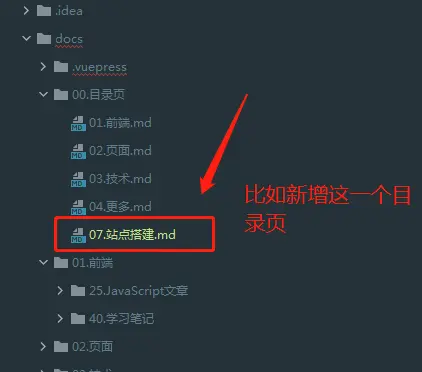 .idea
docs
.vuepress
00.目录页
01.前端.md
02.页面.md
03.技术.md
04.更多.md
07.站点搭建.md
比如新增这一个目
录页
01.前端
25.JavaScript文章
40.学习笔记
02.页面